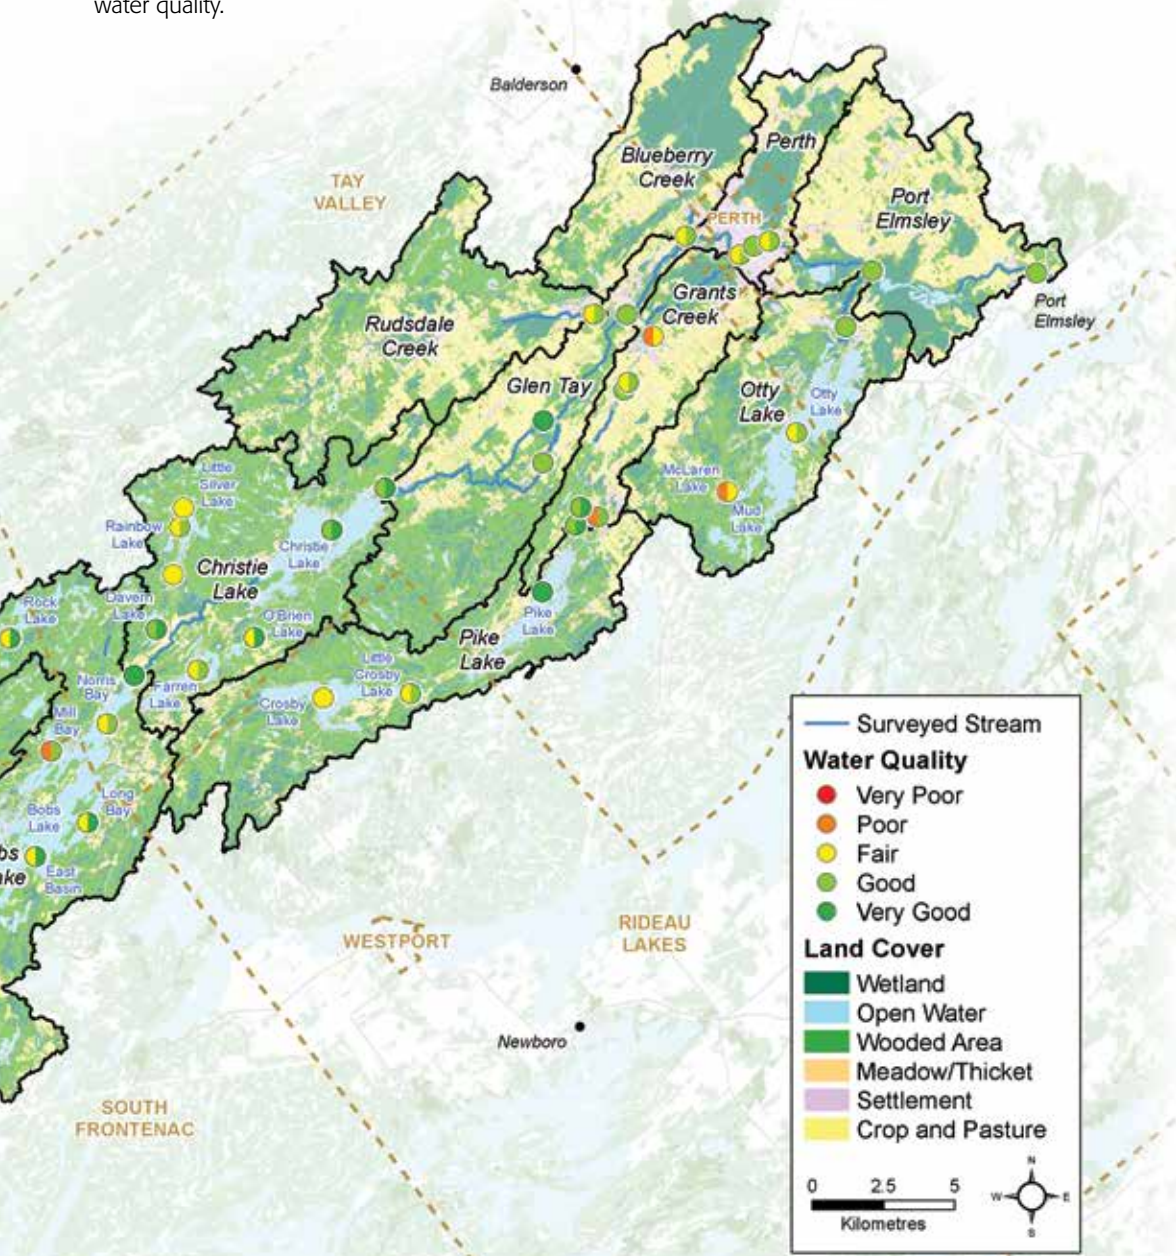 water quality.
Balderson
TAY
VALLEY
Blueberry
Creek
Perth
Port
Elmsley
PERTH
Grants
Creek
Port
Elmsley
Rudsdale
Creek
Glen Tay
Otty
Lake
Otty
Lake
McLaren
Lake
Mud
Lake
Little
Silver
Lake
Rainbow
Lake
Christie
Lake
Christie
Lake
Rock
Lake
Davern
Lake
O'Brien
Lake
Pike
Lake
Pike
Lake
Little
Crosby
Lake
Crosby
Lake
Norris
Bay
Farren
Lake
Mill
Bay
Long
Bay
Bobs
Lake
bs
ake
East
Basin
WESTPORT
RIDEAU
LAKES
Newboro
SOUTH
FRONTENAC
Surveyed Stream
Water Quality
Very Poor
Poor
Fair
Good
Very Good
Land Cover
Wetland
Open Water
Wooded Area
Meadow/Thicket
Settlement
Crop and Pasture
0 2.5 5
Kilometres
N
W E
S